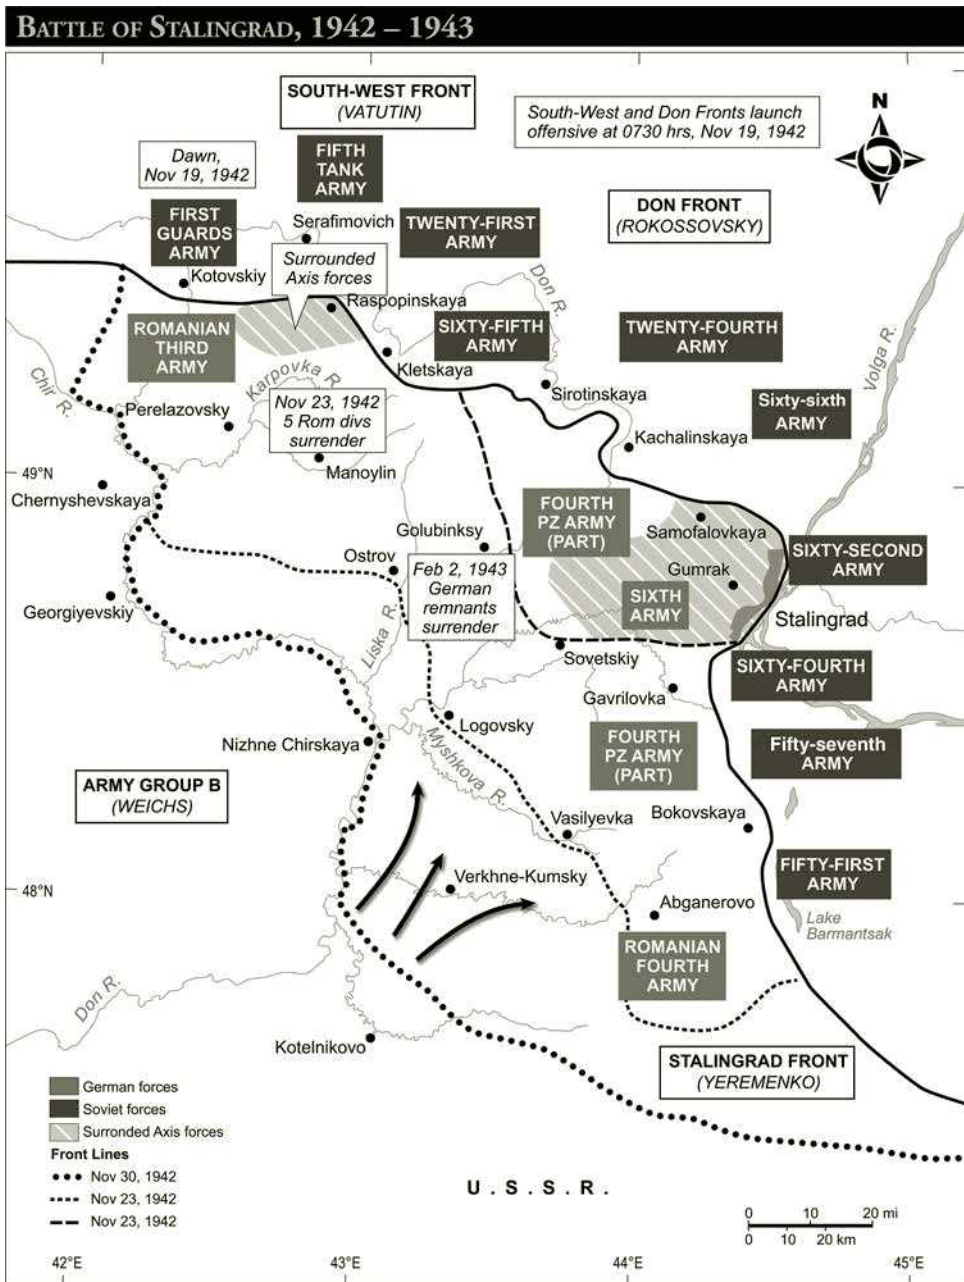 BATTLE OF STALINGRAD, 1942 – 1943
SOUTH-WEST FRONT
(VATUTIN)
South-West and Don Fronts launch
offensive at 0730 hrs, Nov 19, 1942
N
Dawn,
Nov 19, 1942
FIFTH
TANK
ARMY
DON FRONT
(ROKOSSOVSKY)
FIRST
GUARDS
ARMY
Serafimovich
TWENTY-FIRST
ARMY
Surrounded
Axis forces
Kotovskiy
Don R.
Raspopinskaya
ROMANIAN
THIRD
ARMY
SIXTY-FIFTH
ARMY
TWENTY-FOURTH
ARMY
Volga R.
Kletskaya
Chir R.
Karpovka R.
Sirotinskaya
Perelazovsky
Nov 23, 1942
5 Rom divs
surrender
Sixty-sixth
ARMY
Kachalinskaya
Manoylin
49°N
Chernyshevskaya
FOURTH
PZ ARMY
(PART)
Samofalovkaya
Golubinksy
Ostrov
Feb 2, 1943
German
remnants
surrender
SIXTY-SECOND
ARMY
Gumrak
SIXTH
ARMY
Georgiyevskiy
Stalingrad
Liska R.
Sovetskiy
SIXTY-FOURTH
ARMY
Gavrilovka
Logovsky
Nizhne Chirskaya
Myshkova R.
FOURTH
PZ ARMY
(PART)
Fifty-seventh
ARMY
ARMY GROUP B
(WEICHS)
Vasilyevka
Bokovskaya
FIFTY-FIRST
ARMY
48°N
Verkhne-Kumsky
Abganerovo
Lake
Barmantsak
ROMANIAN
FOURTH
ARMY
Don R.
Kotelnikovo
STALINGRAD FRONT
(YEREMENKO)
German forces
Soviet forces
Surronded Axis forces
Front Lines
Nov 30, 1942
Nov 23, 1942
Nov 23, 1942
U.S.S.R.
0 10 20 mi
0 10 20 km
42°E
43°E
44°E
45°E